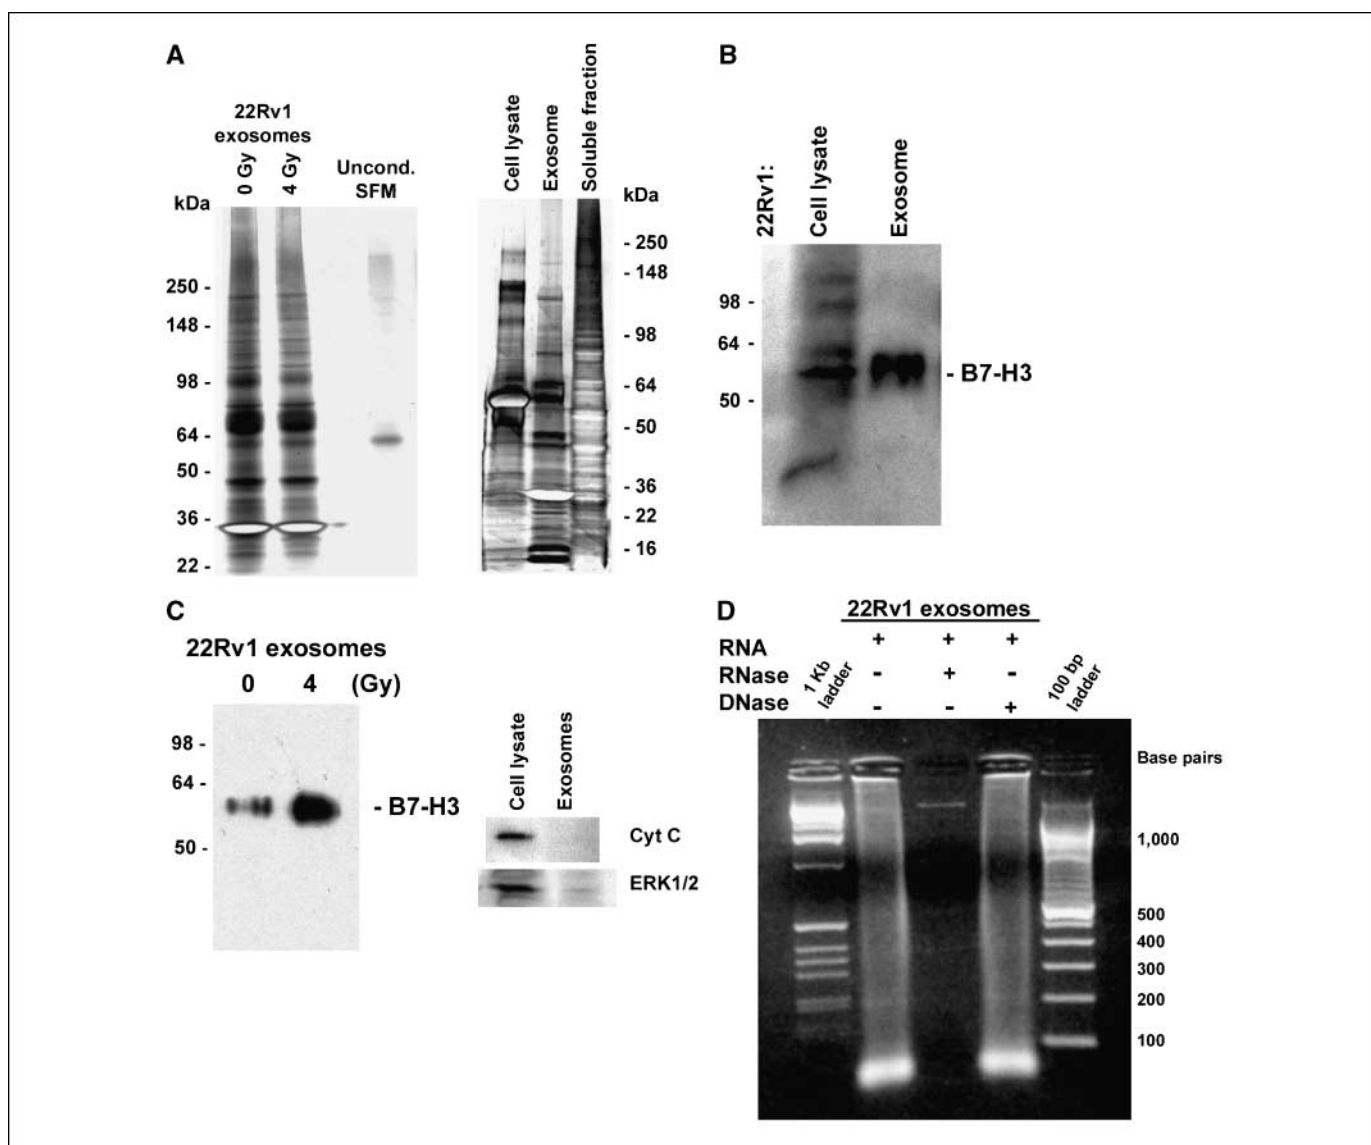 A
22Rv1
exosomes
0 Gy
4 Gy
Uncond.
SFM
kDa
250 -
148 -
98 -
64 -
50 -
36 -
22 -
Cell lysate
Exosome
Soluble fraction
kDa
- 250
- 148
- 98
- 64
- 50
- 36
- 22
- 16
B
22Rv1:
Cell lysate
Exosome
98 -
64 -
50 -
- B7-H3
C
22Rv1 exosomes
0 4 (Gy)
98 -
64 -
50 -
- B7-H3
Cell lysate
Exosomes
Cyt C
ERK1/2
D
22Rv1 exosomes
RNA + + +
RNase - + -
DNase - - +
1 Kb
ladder
100 bp
ladder
Base pairs
1,000
500
400
300
200
100